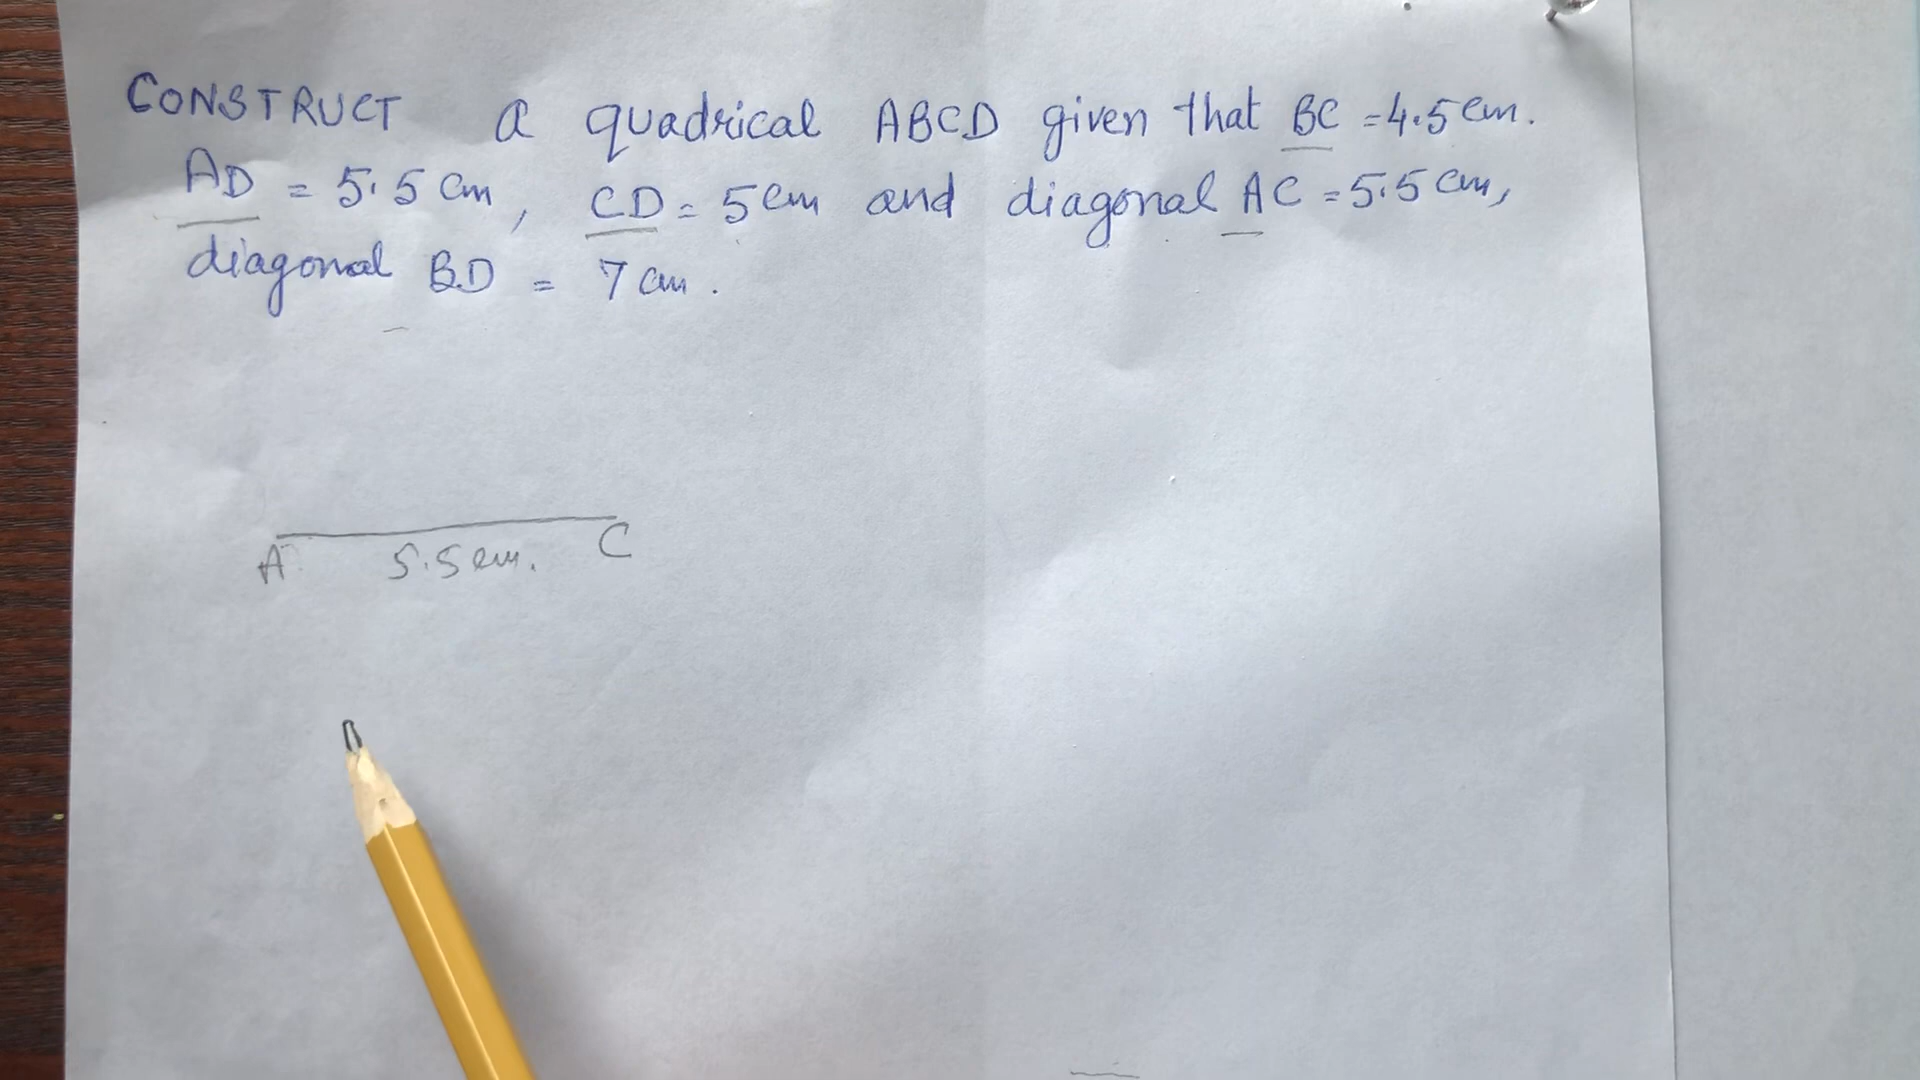 CONSTRUCT a quadrical ABCD given that BC = 4.5 cm.
AD = 5.5 cm, CD = 5 cm and diagonal AC = 5.5 cm,
diagonal BD = 7 cm.
A 5.5 cm. C